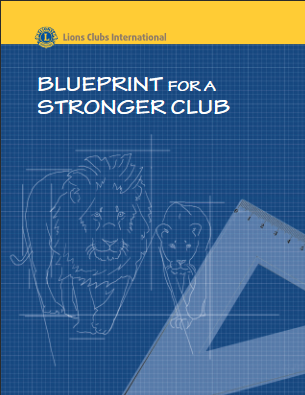 Lions Clubs International
BLUEPRINT FOR A
STRONGER CLUB